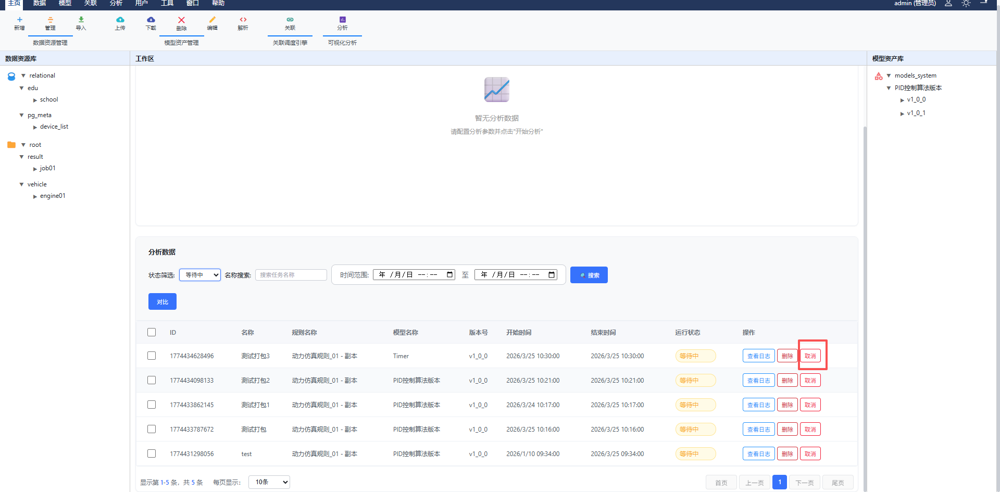 主页 数据 模型 关联 分析 用户 工具 窗口 帮助 admin (管理员)
新增 管理 导入 上传 下载 删除 编辑 解析 关联 分析
数据资源管理 模型资产管理 关联调度引擎 可视化分析
数据资源库
relational
edu
school
pg_meta
device_list
root
result
job01
vehicle
engine01
工作区
暂无分析数据
请配置分析参数并点击"开始分析"
分析数据
状态筛选: 等待中 名称搜索: 搜索任务名称 时间范围: 年 /月/日 --:-- 至 年 /月/日 --:-- 搜索
对比
ID 名称 规则名称 模型名称 版本号 开始时间 结束时间 运行状态 操作
1774434628496 测试打包3 动力仿真规则_01 - 副本 Timer v1_0_0 2026/3/25 10:30:00 2026/3/25 10:30:00 等待中 查看日志 删除 取消
1774434098133 测试打包2 动力仿真规则_01 - 副本 PID控制算法版本 v1_0_0 2026/3/25 10:21:00 2026/3/25 10:21:00 等待中 查看日志 删除 取消
1774433862145 测试打包1 动力仿真规则_01 - 副本 PID控制算法版本 v1_0_0 2026/3/24 10:17:00 2026/3/25 10:17:00 等待中 查看日志 删除 取消
1774433787672 测试打包 动力仿真规则_01 - 副本 PID控制算法版本 v1_0_0 2026/3/25 10:16:00 2026/3/25 10:16:00 等待中 查看日志 删除 取消
1774431298056 test 动力仿真规则_01 - 副本 PID控制算法版本 v1_0_0 2026/1/10 09:34:00 2026/3/25 09:34:00 等待中 查看日志 删除 取消
显示第 1-5 条，共 5 条 每页显示： 10条 首页 上一页 1 下一页 尾页
模型资产库
models_system
PID控制算法版本
v1_0_0
v1_0_1